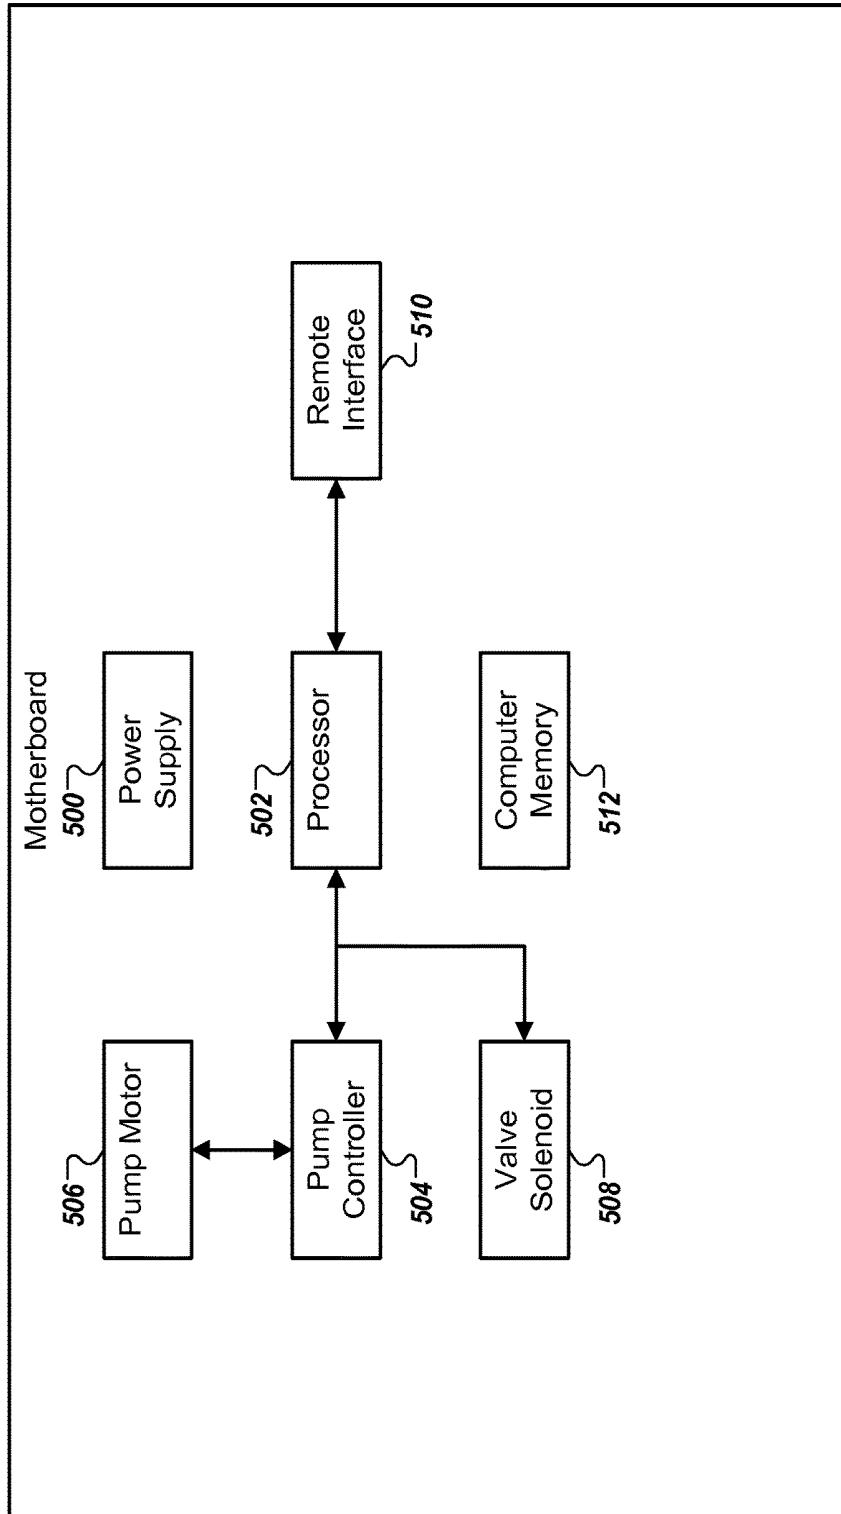 Motherboard
506
Pump Motor
500
Power
Supply
504
Pump
Controller
502
Processor
Remote
Interface
510
Valve
Solenoid
508
Computer
Memory
512